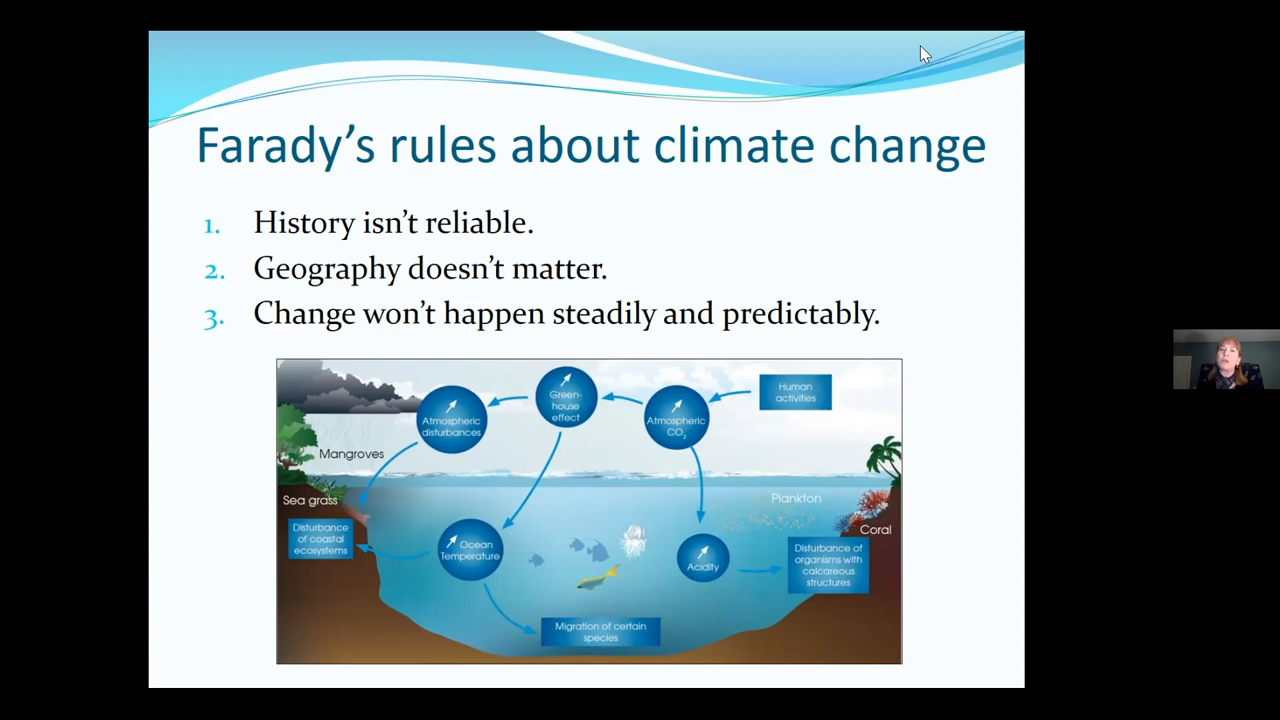 Farady's rules about climate change
1. History isn't reliable.
2. Geography doesn't matter.
3. Change won't happen steadily and predictably.
Human
activities
Atmospheric
CO2
Green-
house
effect
Atmospheric
disturbances
Mangroves
Sea grass
Disturbance
of coastal
ecosystems
Ocean
Temperature
Migration of certain
species
Acidity
Plankton
Coral
Disturbance of
organisms with
calcareous
structures